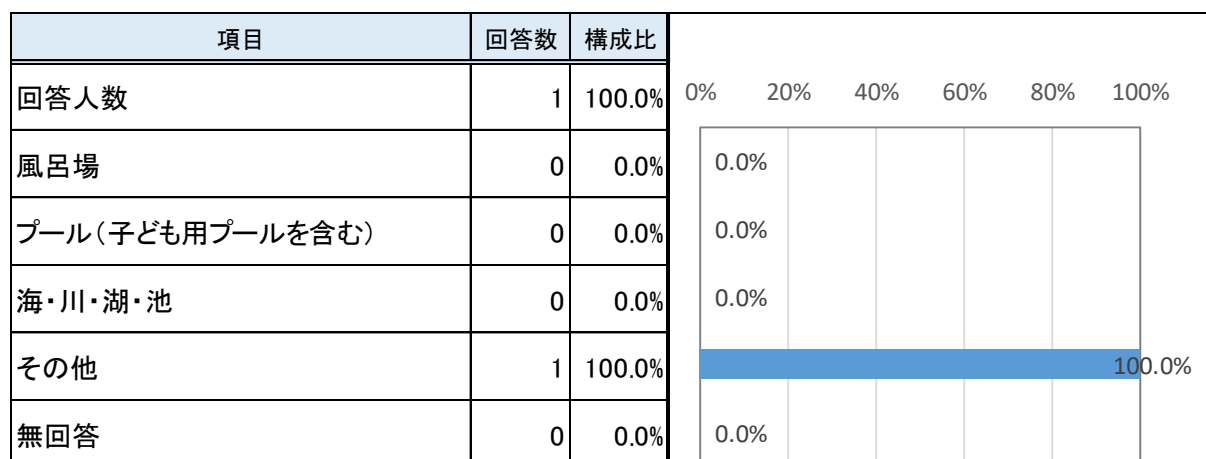 項目 回答数 構成比
回答人数 1 100.0%
風呂場 0 0.0%
プール（子ども用プールを含む） 0 0.0%
海・川・湖・池 0 0.0%
その他 1 100.0%
無回答 0 0.0%
0% 20% 40% 60% 80% 100%
0.0%
0.0%
0.0%
100.0%
0.0%